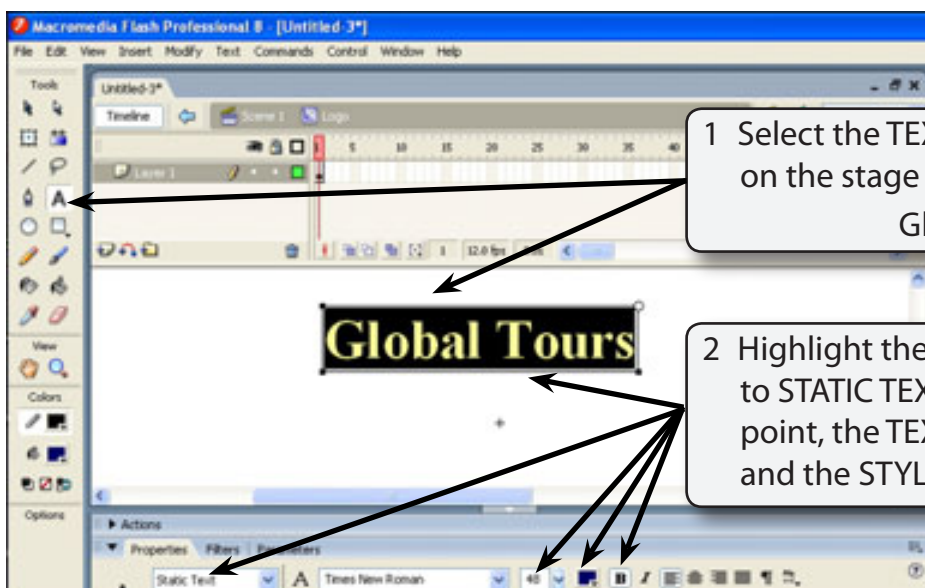 Macromedia Flash Professional 8 - [Untitled-3*]
File Edit View Insert Modify Text Commands Control Window Help
Tools
Untitled-3*
Timeline Scene 1 Logo
1 5 10 15 20 25 30 35 40
Layer 1
1 12.0 fps
1 Select the TEX
on the stage
Gl
Global Tours
2 Highlight the
to STATIC TEX
point, the TEX
and the STYL
View
Colors
Options
Actions
Properties Filters Parameters
Static Text A Times New Roman 48 B I